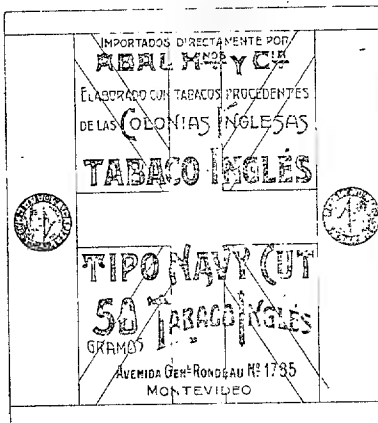 IMPORTADOS DIRECTAMENTE POR
ABAL Hnos Y Cia
ELABORADO CON TABACOS PROCEDENTES
DE LAS COLONIAS INGLESAS
TABACO INGLÉS
TIPO NAVY CUT
50 TABACO INGLÉS
GRAMOS
AVENIDA GENL RONDEAU Nº 1785
MONTEVIDEO